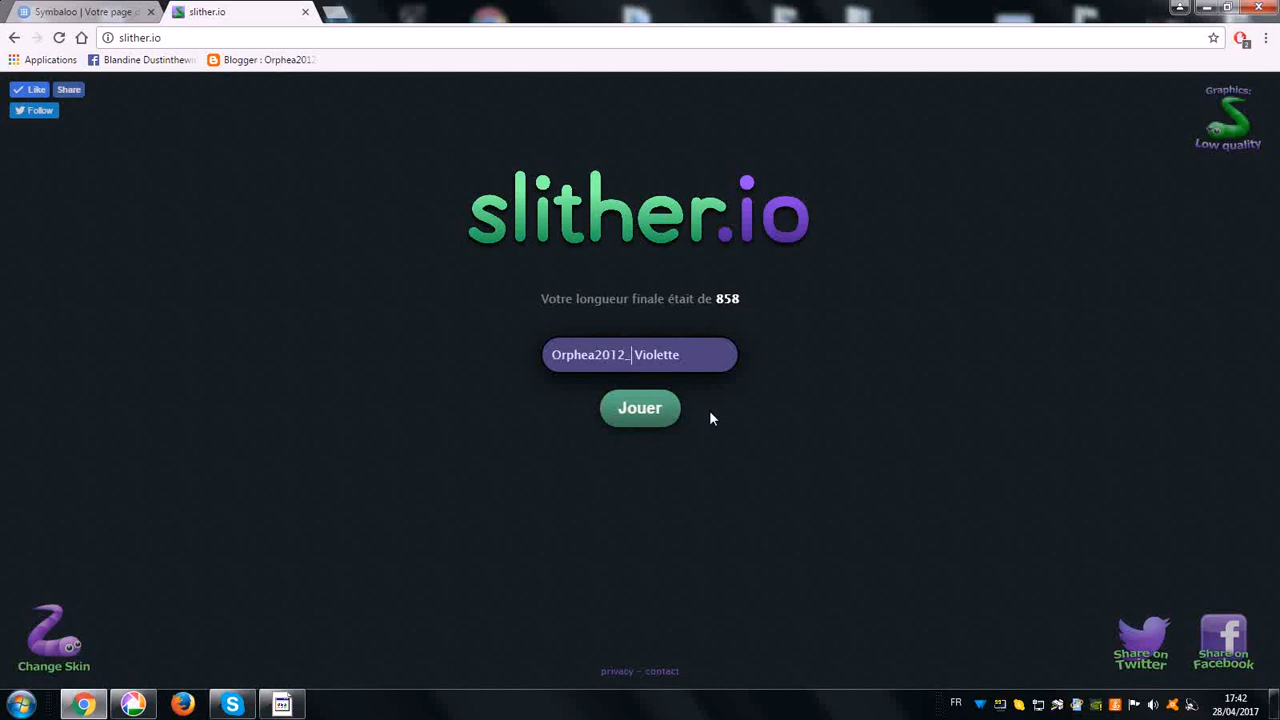 Symbaloo | Votre page d
slither.io
slither.io
Applications
Blandine Dustinthewi
Blogger : Orphea2012
Like
Share
Follow
Graphics:
Low quality
slither.io
Votre longueur finale était de 858
Orphea2012_Violette
Jouer
Change Skin
Share on
Twitter
Share on
Facebook
privacy – contact
FR
17:42
28/04/2017